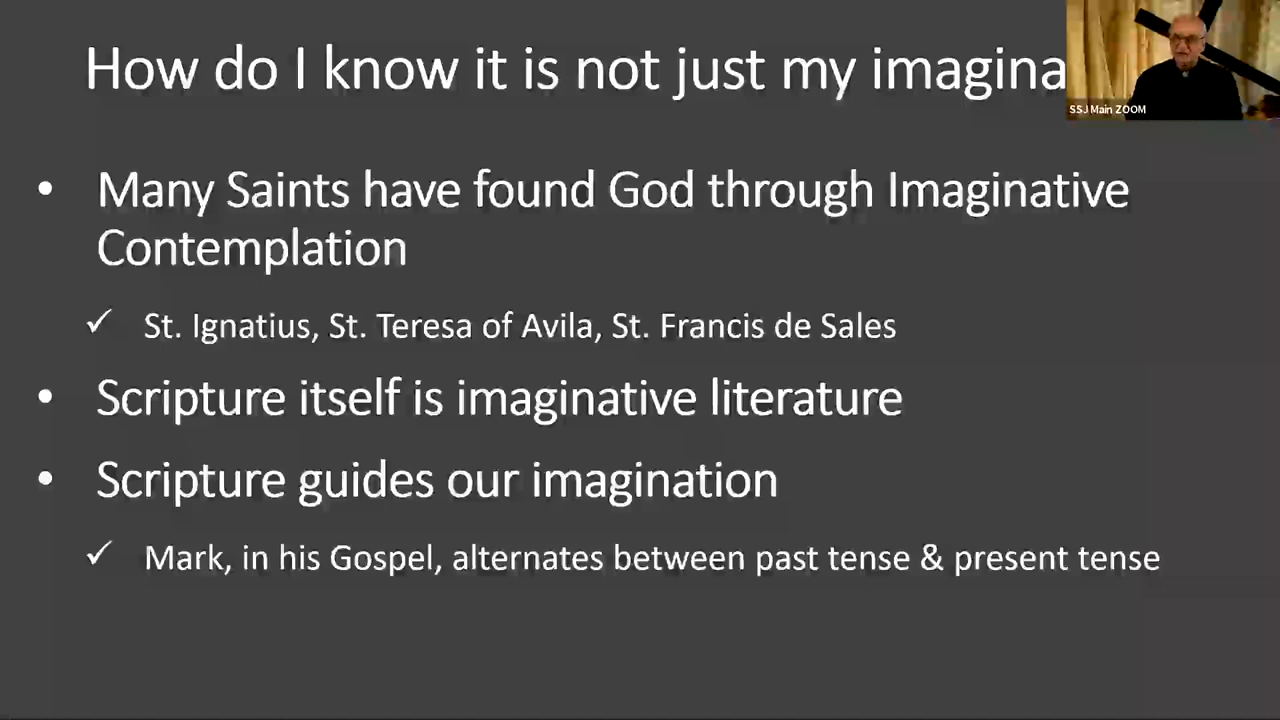 How do I know it is not just my imagina
SSJ Main ZOOM
• Many Saints have found God through Imaginative
Contemplation
✓ St. Ignatius, St. Teresa of Avila, St. Francis de Sales
• Scripture itself is imaginative literature
• Scripture guides our imagination
✓ Mark, in his Gospel, alternates between past tense & present tense